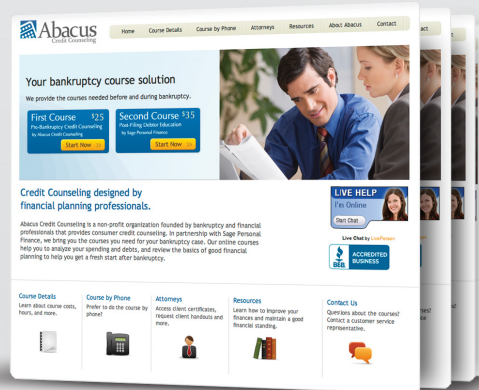 Abacus
Credit Counseling
Home Course Details Course by Phone Attorneys Resources About Abacus Contact
Your bankruptcy course solution
We provide the courses needed before and during bankruptcy.
First Course $25
Pre-Bankruptcy Credit Counseling
by Abacus Credit Counseling
Start Now
Second Course $35
Post-Filing Debtor Education
by Sage Personal Finance
Start Now
Credit Counseling designed by
financial planning professionals.
Abacus Credit Counseling is a non-profit organization founded by bankruptcy and financial
professionals that provides consumer credit counseling. In partnership with Sage Personal
Finance, we bring you the courses you need for your bankruptcy case. Our online courses
help you to analyze your spending and debts, and review the basics of good financial
planning to help you get a fresh start after bankruptcy.
LIVE HELP
I'm Online
Start Chat
Live Chat by LivePerson
BBB
ACCREDITED
BUSINESS
Course Details
Learn about course costs,
hours, and more.
Course by Phone
Prefer to do the course by
phone?
Attorneys
Access client certificates,
request client handouts and
more.
Resources
Learn how to improve your
finances and maintain a good
financial standing.
Contact Us
Questions about the courses?
Contact a customer service
representative.
Contact